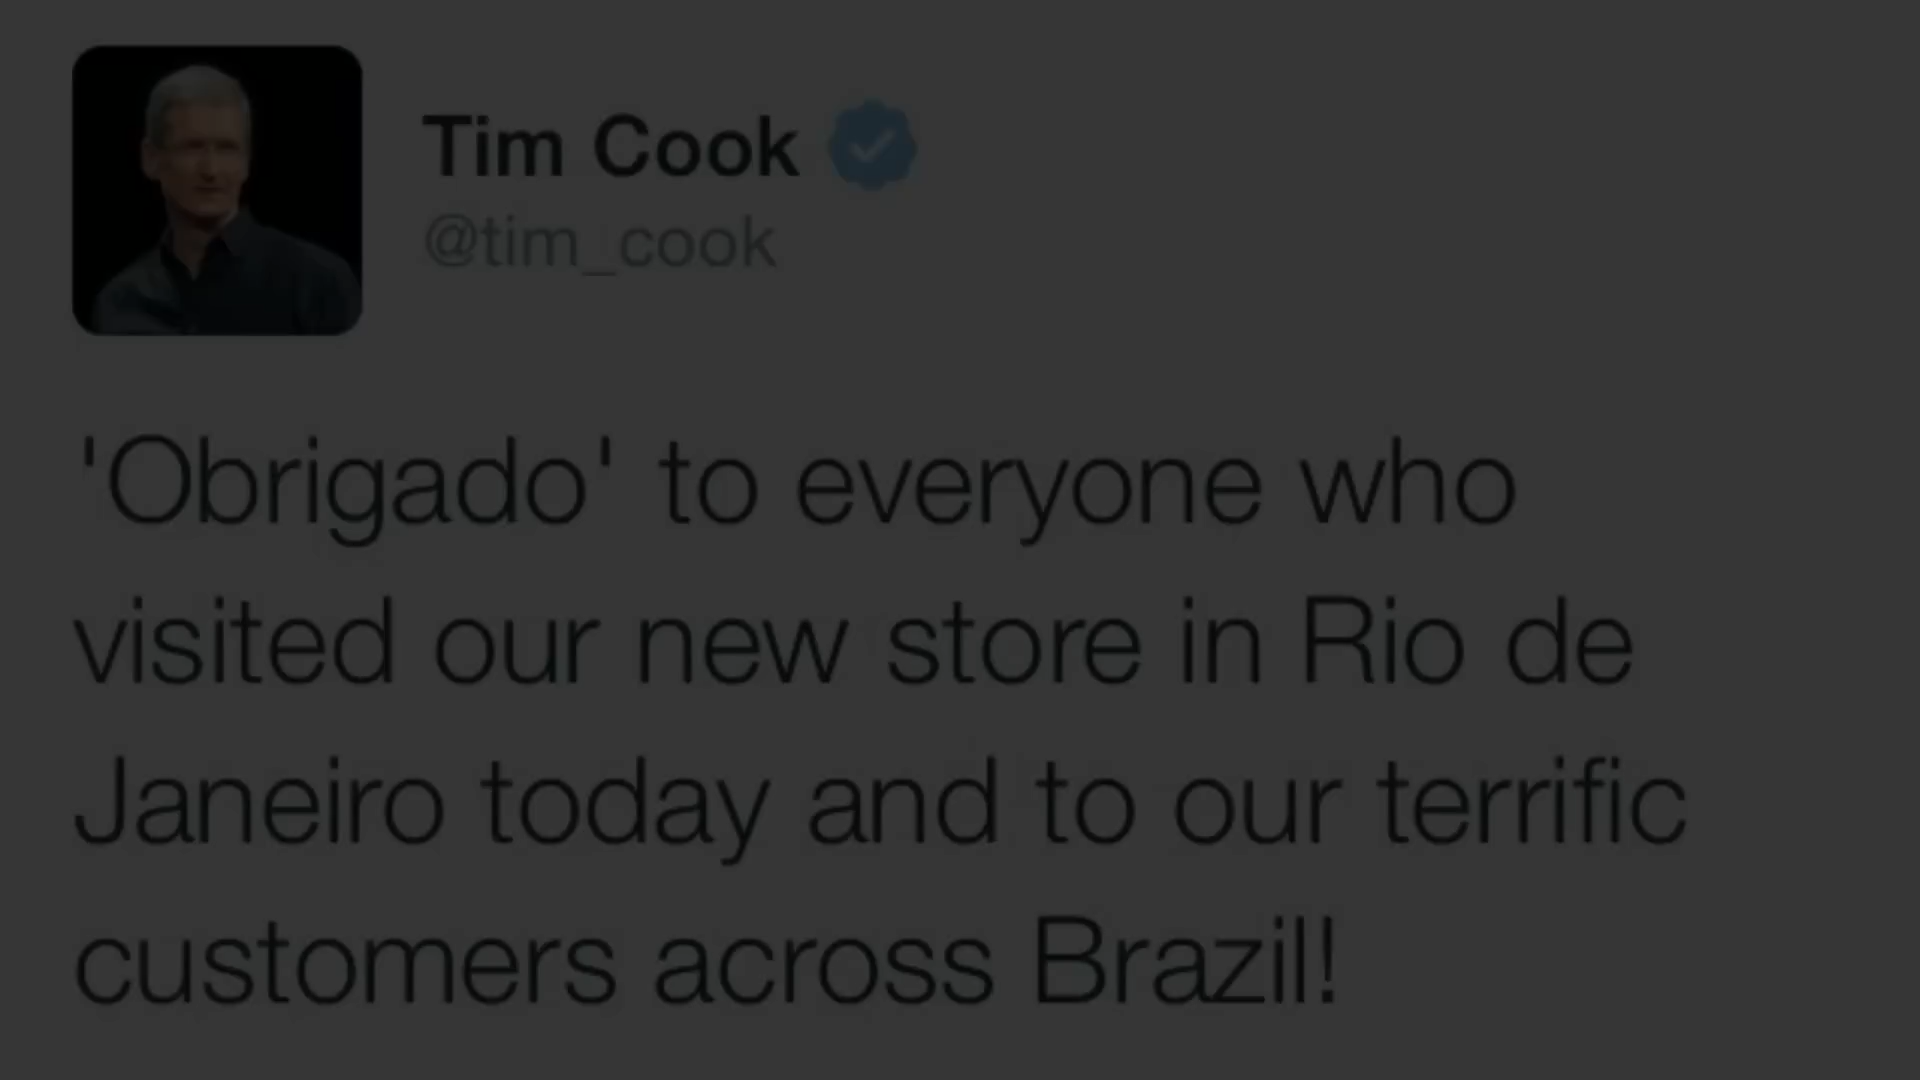 Tim Cook
@tim_cook
'Obrigado' to everyone who
visited our new store in Rio de
Janeiro today and to our terrific
customers across Brazil!